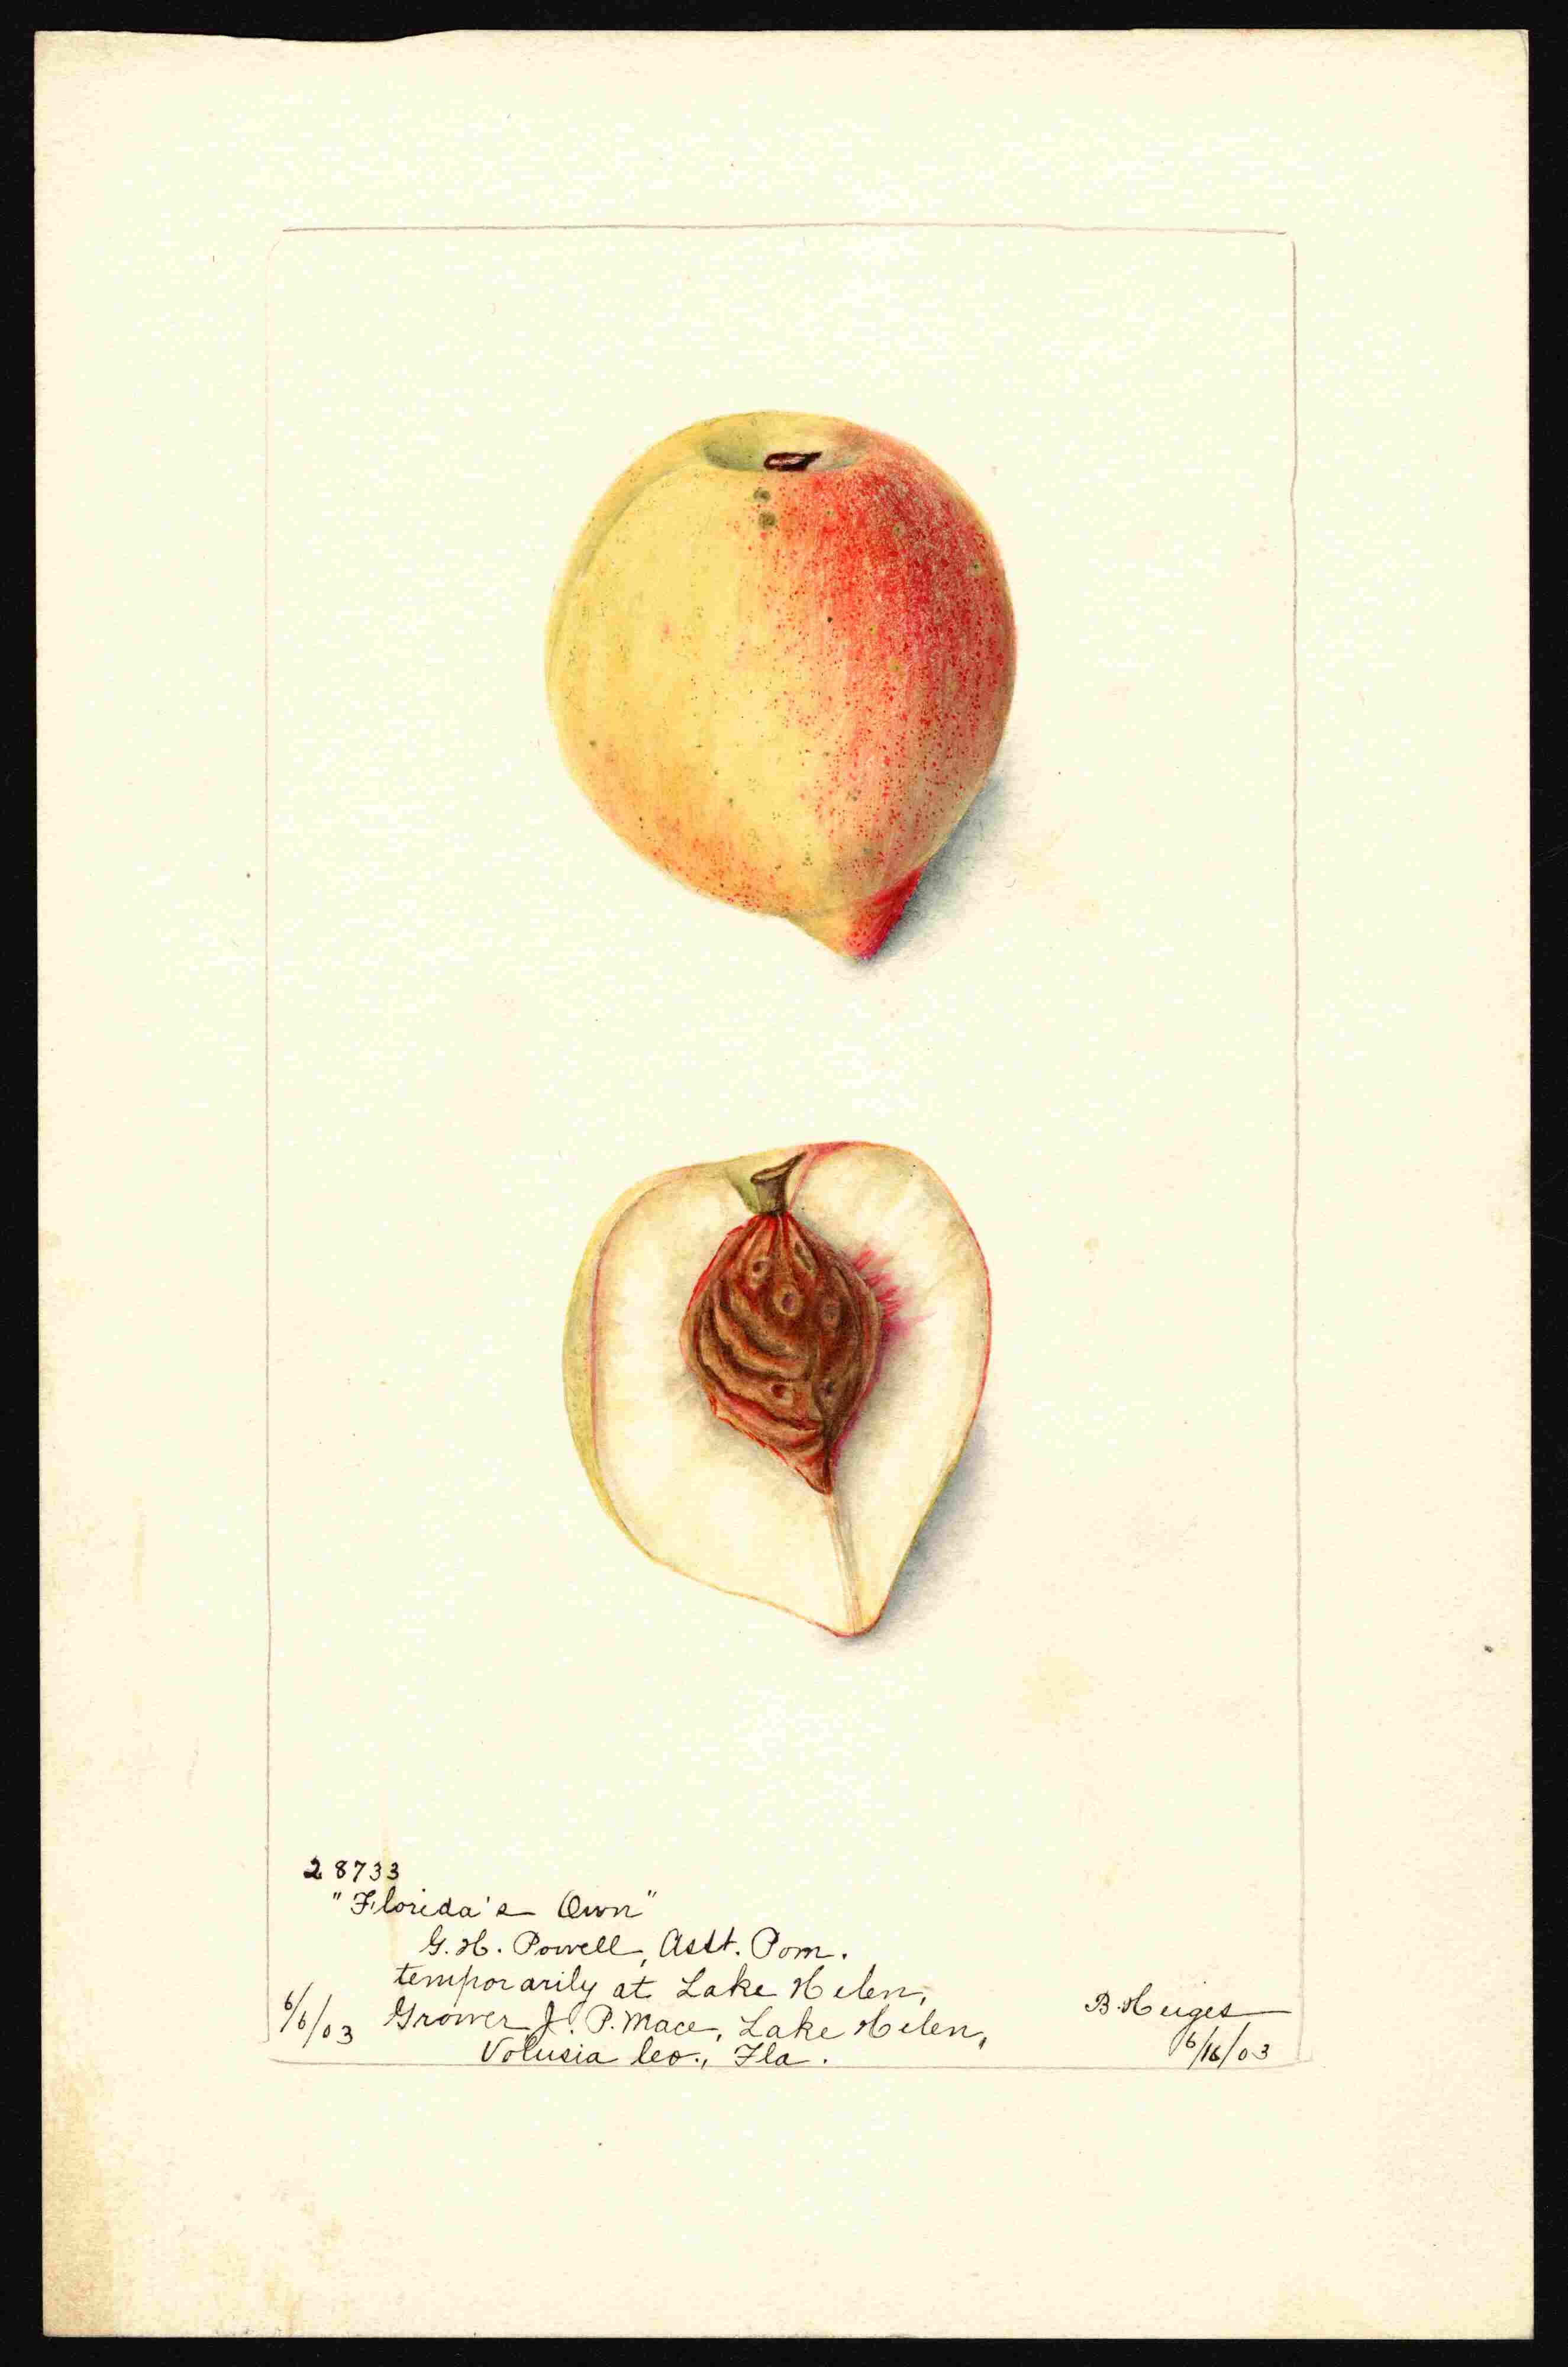 28733
"Florida's Own"
G. H. Powell, Asst. Pom.
temporarily at Lake Helen,
6/6/03 Grower J. P. Mace, Lake Helen,
Volusia Co., Fla.
B. Heiges
6/16/03